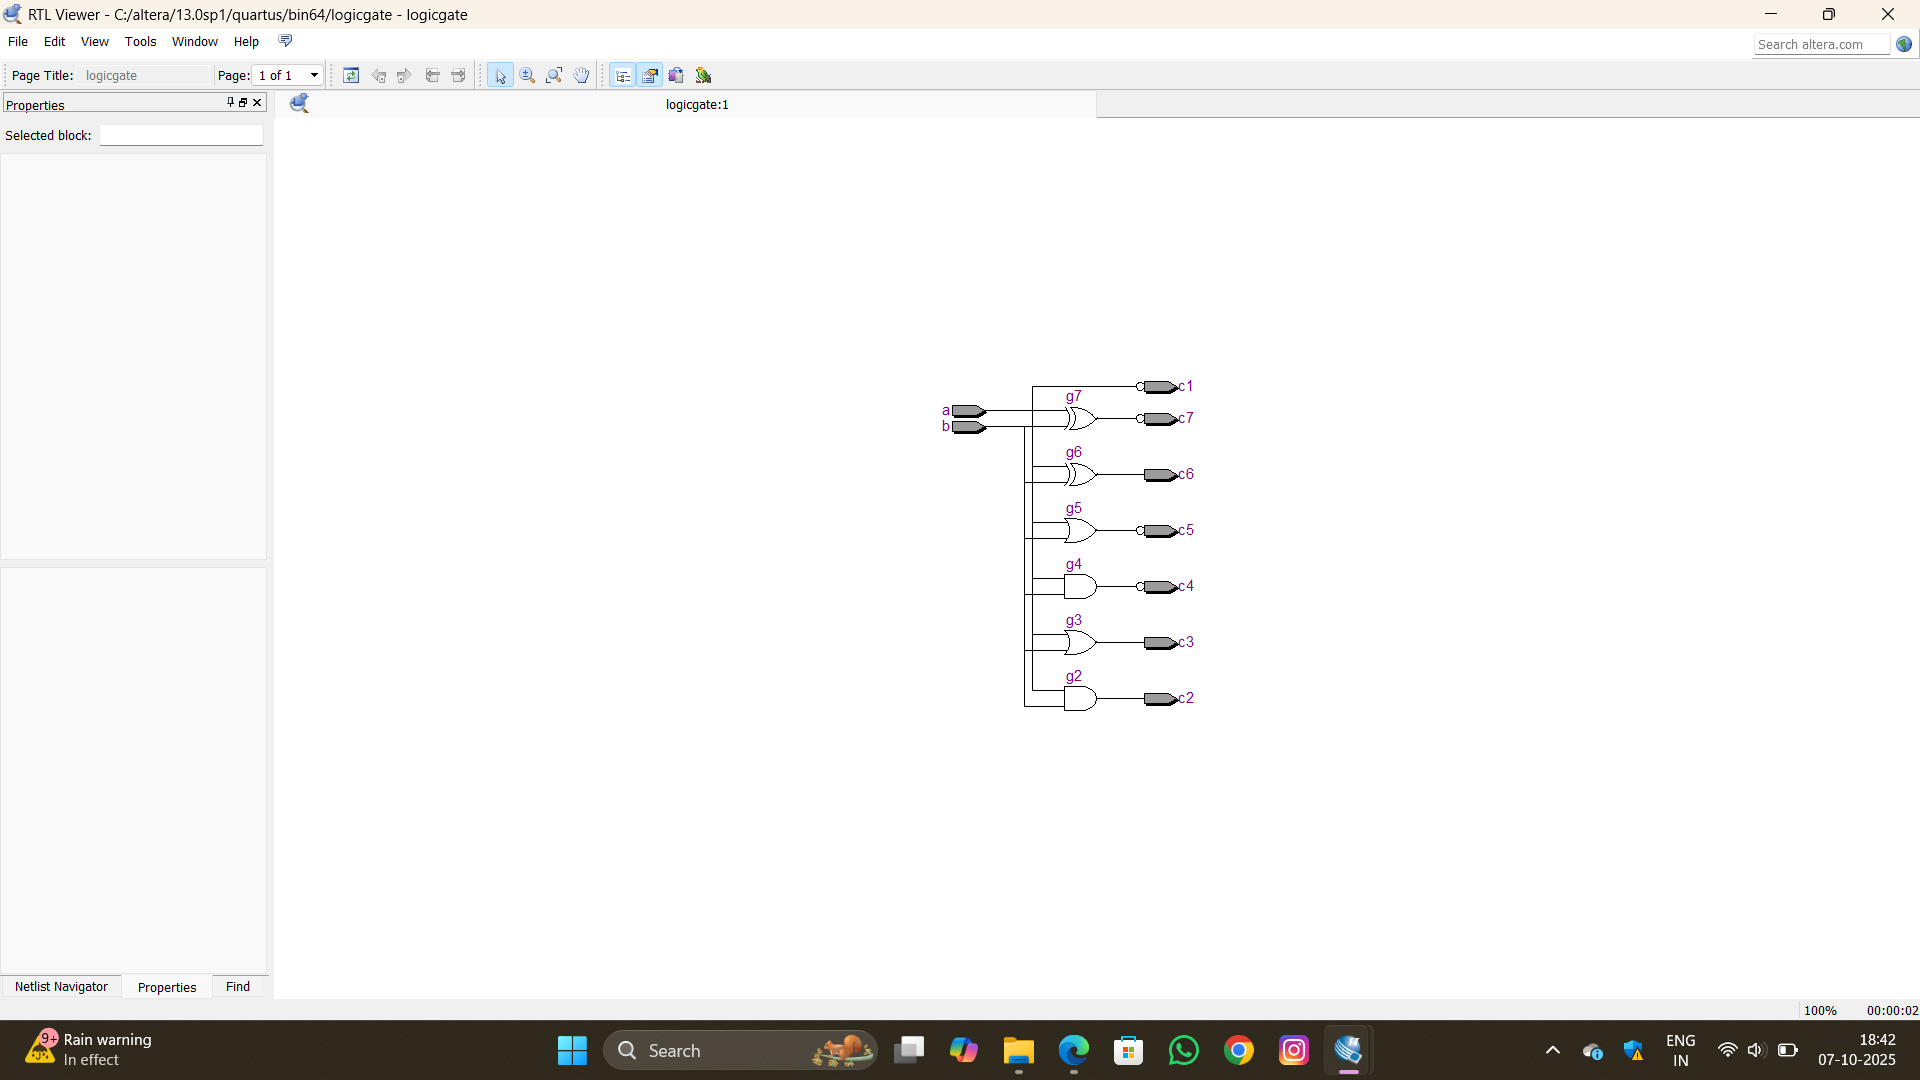 RTL Viewer - C:/altera/13.0sp1/quartus/bin64/logicgate - logicgate
File Edit View Tools Window Help
Search altera.com
Page Title: logicgate Page: 1 of 1
Properties
logicgate:1
Selected block:
c1
g7
a
c7
b
g6
c6
g5
c5
g4
c4
g3
c3
g2
c2
Netlist Navigator Properties Find
100% 00:00:02
9+ Rain warning
In effect
Search
ENG
IN
18:42
07-10-2025